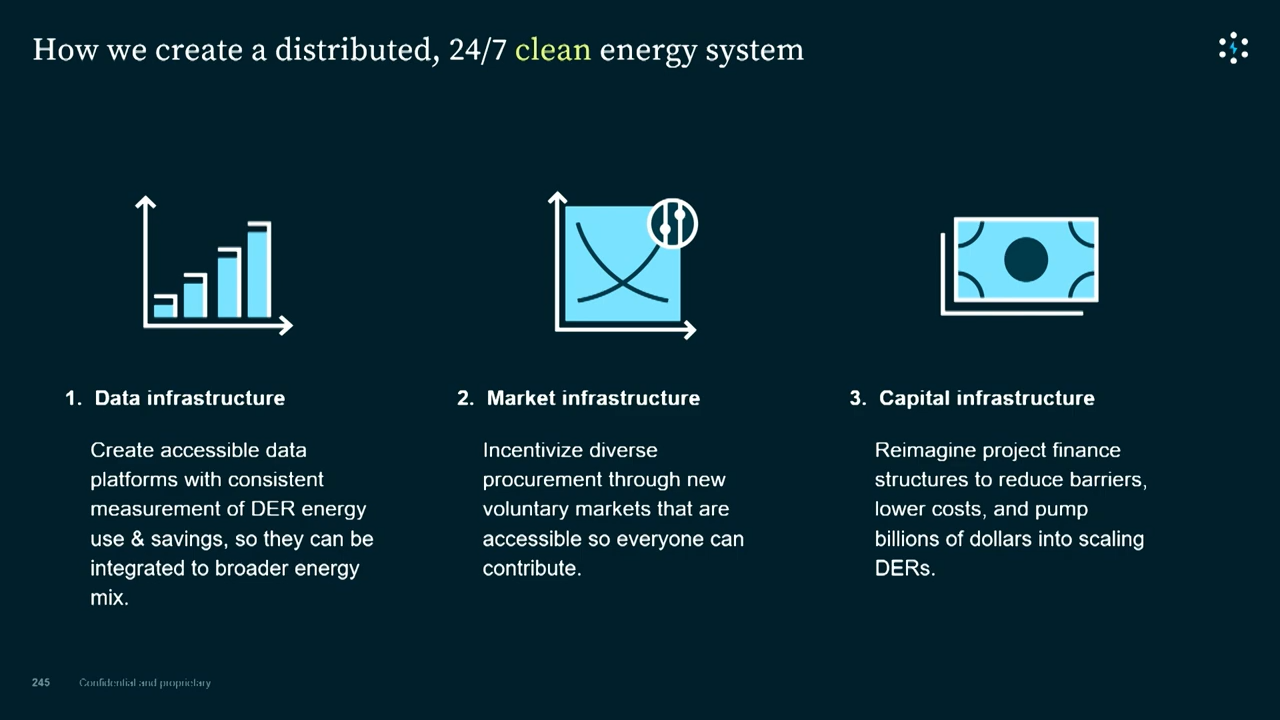 How we create a distributed, 24/7 clean energy system
1. Data infrastructure
Create accessible data
platforms with consistent
measurement of DER energy
use & savings, so they can be
integrated to broader energy
mix.
2. Market infrastructure
Incentivize diverse
procurement through new
voluntary markets that are
accessible so everyone can
contribute.
3. Capital infrastructure
Reimagine project finance
structures to reduce barriers,
lower costs, and pump
billions of dollars into scaling
DERs.
245 Confidential and proprietary